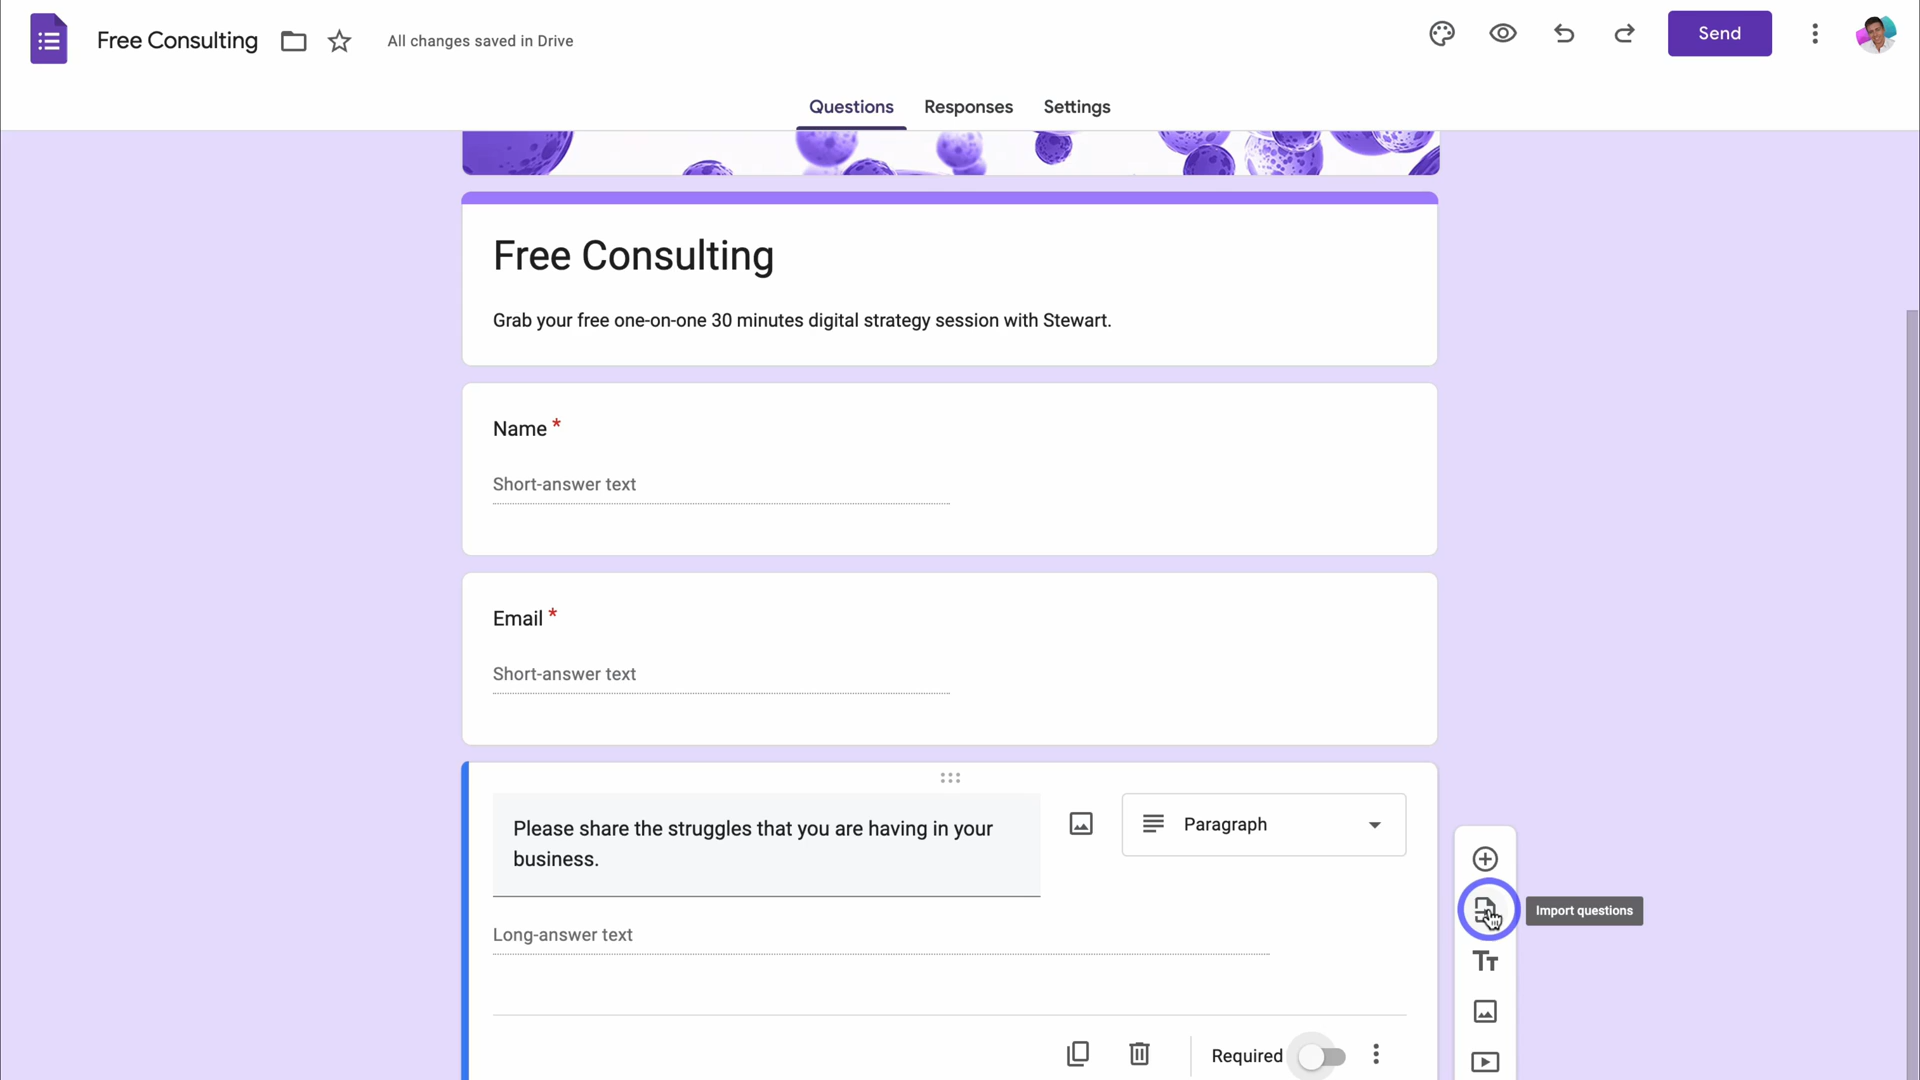 Free Consulting
All changes saved in Drive
Send
Questions
Responses
Settings
Free Consulting
Grab your free one-on-one 30 minutes digital strategy session with Stewart.
Name *
Short-answer text
Email *
Short-answer text
Please share the struggles that you are having in your
business.
Paragraph
Import questions
Long-answer text
Tт
Required